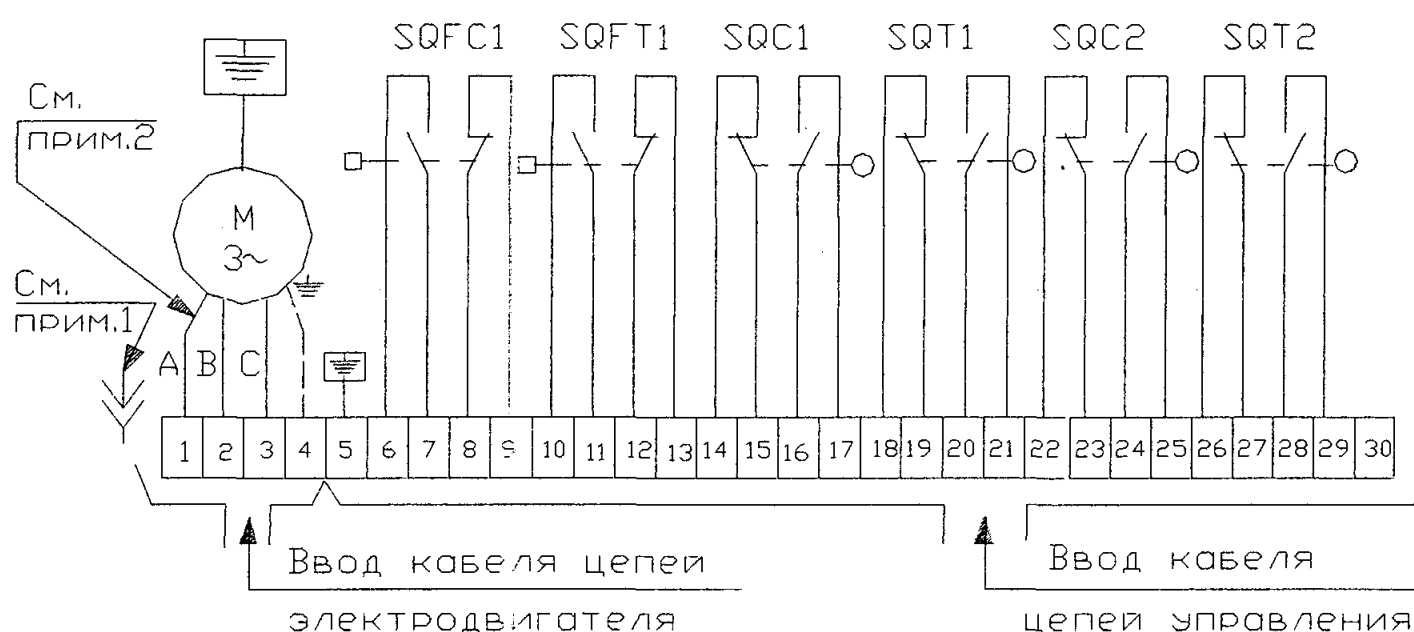 SQFC1 SQFT1 SQC1 SQT1 SQC2 SQT2
См.
прим.2
М
3~
См.
прим.1
A B C
1 2 3 4 5 6 7 8 9 10 11 12 13 14 15 16 17 18 19 20 21 22 23 24 25 26 27 28 29 30
Ввод кабеля цепей
электродвигателя
Ввод кабеля
цепей управления